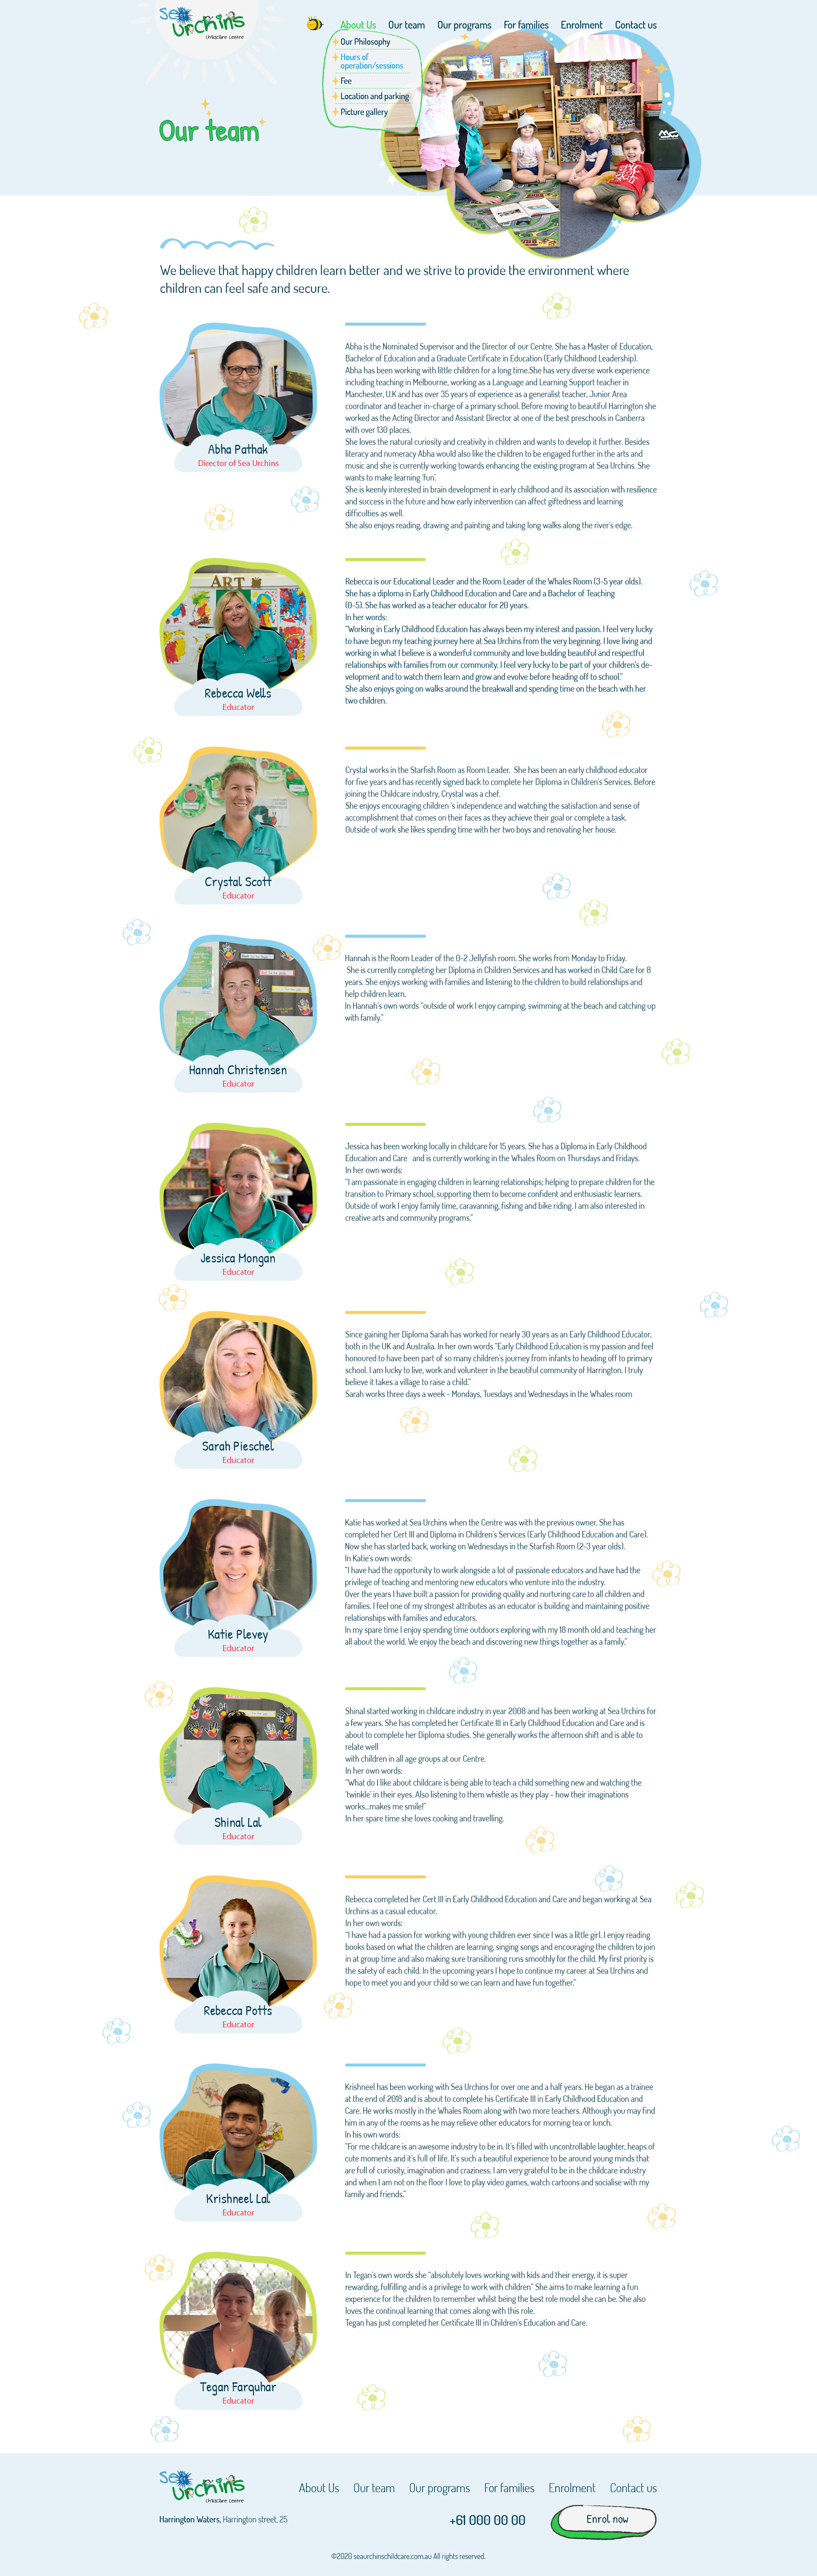 Sea Urchins
childcare centre
About Us Our team Our programs For families Enrolment Contact us
Our Philosophy
Hours of
operation/sessions
Fee
Location and parking
Picture gallery
Our team
We believe that happy children learn better and we strive to provide the environment where
children can feel safe and secure.
Abha Pathak
Director of Sea Urchins
Abha is the Nominated Supervisor and the Director of our Centre. She has a Master of Education,
Bachelor of Education and a Graduate Certificate in Education (Early Childhood Leadership).
Abha has been working with little children for a long time.She has very diverse work experience
including teaching in Melbourne, working as a Language and Learning Support teacher in
Manchester, U.K and has over 35 years of experience as a generalist teacher, Junior Area
coordinator and teacher in-charge of a primary school. Before moving to beautiful Harrington she
worked as the Acting Director and Assistant Director at one of the best preschools in Canberra
with over 130 places.
She loves the natural curiosity and creativity in children and wants to develop it further. Besides
literacy and numeracy Abha would also like the children to be engaged further in the arts and
music and she is currently working towards enhancing the existing program at Sea Urchins. She
wants to make learning 'fun'.
She is keenly interested in brain development in early childhood and its association with resilience
and success in the future and how early intervention can affect giftedness and learning
difficulties as well.
She also enjoys reading, drawing and painting and taking long walks along the river's edge.
ART
Rebecca Wells
Educator
Rebecca is our Educational Leader and the Room Leader of the Whales Room (3-5 year olds).
She has a diploma in Early Childhood Education and Care and a Bachelor of Teaching
(0-5). She has worked as a teacher educator for 20 years.
In her words:
"Working in Early Childhood Education has always been my interest and passion. I feel very lucky
to have begun my teaching journey here at Sea Urchins from the very beginning. I love living and
working in what I believe is a wonderful community and love building beautiful and respectful
relationships with families from our community. I feel very lucky to be part of your children's de-
velopment and to watch them learn and grow and evolve before heading off to school."
She also enjoys going on walks around the breakwall and spending time on the beach with her
two children.
Crystal Scott
Educator
Crystal works in the Starfish Room as Room Leader. She has been an early childhood educator
for five years and has recently signed back to complete her Diploma in Children's Services. Before
joining the Childcare industry, Crystal was a chef.
She enjoys encouraging children 's independence and watching the satisfaction and sense of
accomplishment that comes on their faces as they achieve their goal or complete a task.
Outside of work she likes spending time with her two boys and renovating her house.
Hannah Christensen
Educator
Hannah is the Room Leader of the 0-2 Jellyfish room. She works from Monday to Friday.
She is currently completing her Diploma in Children Services and has worked in Child Care for 8
years. She enjoys working with families and listening to the children to build relationships and
help children learn.
In Hannah's own words "outside of work I enjoy camping, swimming at the beach and catching up
with family."
Jessica Mongan
Educator
Jessica has been working locally in childcare for 15 years. She has a Diploma in Early Childhood
Education and Care and is currently working in the Whales Room on Thursdays and Fridays.
In her own words:
"I am passionate in engaging children in learning relationships; helping to prepare children for the
transition to Primary school, supporting them to become confident and enthusiastic learners.
Outside of work I enjoy family time, caravanning, fishing and bike riding. I am also interested in
creative arts and community programs."
Sarah Pieschel
Educator
Since gaining her Diploma Sarah has worked for nearly 30 years as an Early Childhood Educator,
both in the UK and Australia. In her own words "Early Childhood Education is my passion and feel
honoured to have been part of so many children's journey from infants to heading off to primary
school. I am lucky to live, work and volunteer in the beautiful community of Harrington. I truly
believe it takes a village to raise a child."
Sarah works three days a week - Mondays, Tuesdays and Wednesdays in the Whales room
Katie Plevey
Educator
Katie has worked at Sea Urchins when the Centre was with the previous owner. She has
completed her Cert III and Diploma in Children's Services (Early Childhood Education and Care).
Now she has started back, working on Wednesdays in the Starfish Room (2-3 year olds).
In Katie's own words:
"I have had the opportunity to work alongside a lot of passionate educators and have had the
privilege of teaching and mentoring new educators who venture into the industry.
Over the years I have built a passion for providing quality and nurturing care to all children and
families. I feel one of my strongest attributes as an educator is building and maintaining positive
relationships with families and educators.
In my spare time I enjoy spending time outdoors exploring with my 18 month old and teaching her
all about the world. We enjoy the beach and discovering new things together as a family."
Shinal Lal
Educator
Shinal started working in childcare industry in year 2008 and has been working at Sea Urchins for
a few years. She has completed her Certificate III in Early Childhood Education and Care and is
about to complete her Diploma studies. She generally works the afternoon shift and is able to
relate well
with children in all age groups at our Centre.
In her own words:
"What do I like about childcare is being able to teach a child something new and watching the
'twinkle' in their eyes. Also listening to them whistle as they play - how their imaginations
works...makes me smile!"
In her spare time she loves cooking and travelling.
Rebecca Potts
Educator
Rebecca completed her Cert III in Early Childhood Education and Care and began working at Sea
Urchins as a casual educator.
In her own words:
"I have had a passion for working with young children ever since I was a little girl. I enjoy reading
books based on what the children are learning, singing songs and encouraging the children to join
in at group time and also making sure transitioning runs smoothly for the child. My first priority is
the safety of each child. In the upcoming years I hope to continue my career at Sea Urchins and
hope to meet you and your child so we can learn and have fun together."
Krishneel Lal
Educator
Krishneel has been working with Sea Urchins for over one and a half years. He began as a trainee
at the end of 2018 and is about to complete his Certificate III in Early Childhood Education and
Care. He works mostly in the Whales Room along with two more teachers. Although you may find
him in any of the rooms as he may relieve other educators for morning tea or lunch.
In his own words:
"For me childcare is an awesome industry to be in. It's filled with uncontrollable laughter, heaps of
cute moments and it's full of life. It's such a beautiful experience to be around young minds that
are full of curiosity, imagination and craziness. I am very grateful to be in the childcare industry
and when I am not on the floor I love to play video games, watch cartoons and socialise with my
family and friends."
Tegan Farquhar
Educator
In Tegan's own words she "absolutely loves working with kids and their energy, it is super
rewarding, fulfilling and is a privilege to work with children" She aims to make learning a fun
experience for the children to remember whilst being the best role model she can be. She also
loves the continual learning that comes along with this role.
Tegan has just completed her Certificate III in Children's Education and Care.
Sea Urchins
childcare centre
About Us Our team Our programs For families Enrolment Contact us
Harrington Waters, Harrington street, 25
+61 000 00 00
Enrol now
©2020 seaurchinschildcare.com.au All rights reserved.